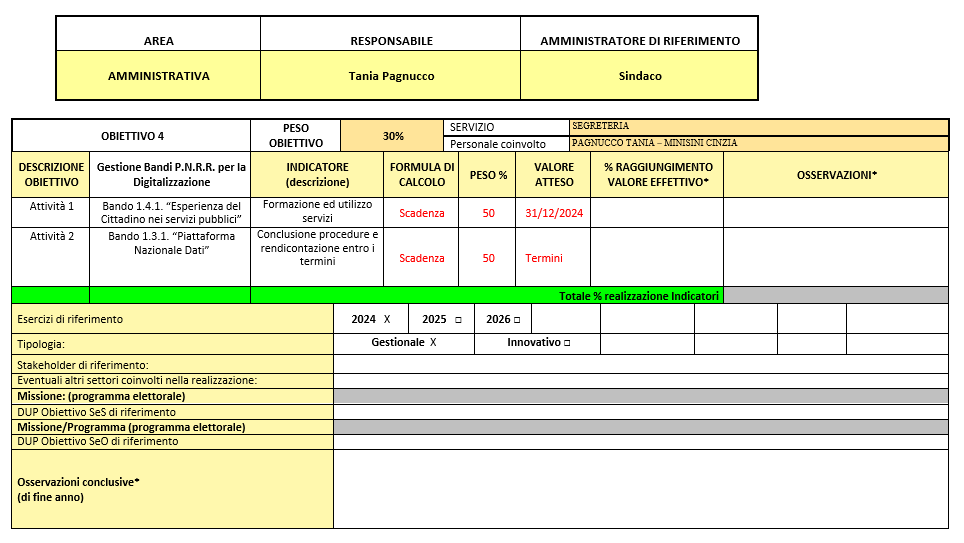 AREA
RESPONSABILE
AMMINISTRATORE DI RIFERIMENTO
AMMINISTRATIVA
Tania Pagnucco
Sindaco
OBIETTIVO 4
PESO
OBIETTIVO
30%
SERVIZIO
SEGRETERIA
Personale coinvolto
PAGNUCCO TANIA – MINISINI CINZIA
DESCRIZIONE
OBIETTIVO
Gestione Bandi P.N.R.R. per la
Digitalizzazione
INDICATORE
(descrizione)
FORMULA DI
CALCOLO
PESO %
VALORE
ATTESO
% RAGGIUNGIMENTO
VALORE EFFETTIVO*
OSSERVAZIONI*
Attività 1
Bando 1.4.1. “Esperienza del
Cittadino nei servizi pubblici”
Formazione ed utilizzo
servizi
Scadenza
50
31/12/2024
Attività 2
Bando 1.3.1. “Piattaforma
Nazionale Dati”
Conclusione procedure e
rendicontazione entro i
termini
Scadenza
50
Termini
Totale % realizzazione Indicatori
Esercizi di riferimento
2024 X
2025 □
2026 □
Tipologia:
Gestionale X
Innovativo □
Stakeholder di riferimento:
Eventuali altri settori coinvolti nella realizzazione:
Missione: (programma elettorale)
DUP Obiettivo SeS di riferimento
Missione/Programma (programma elettorale)
DUP Obiettivo SeO di riferimento
Osservazioni conclusive*
(di fine anno)